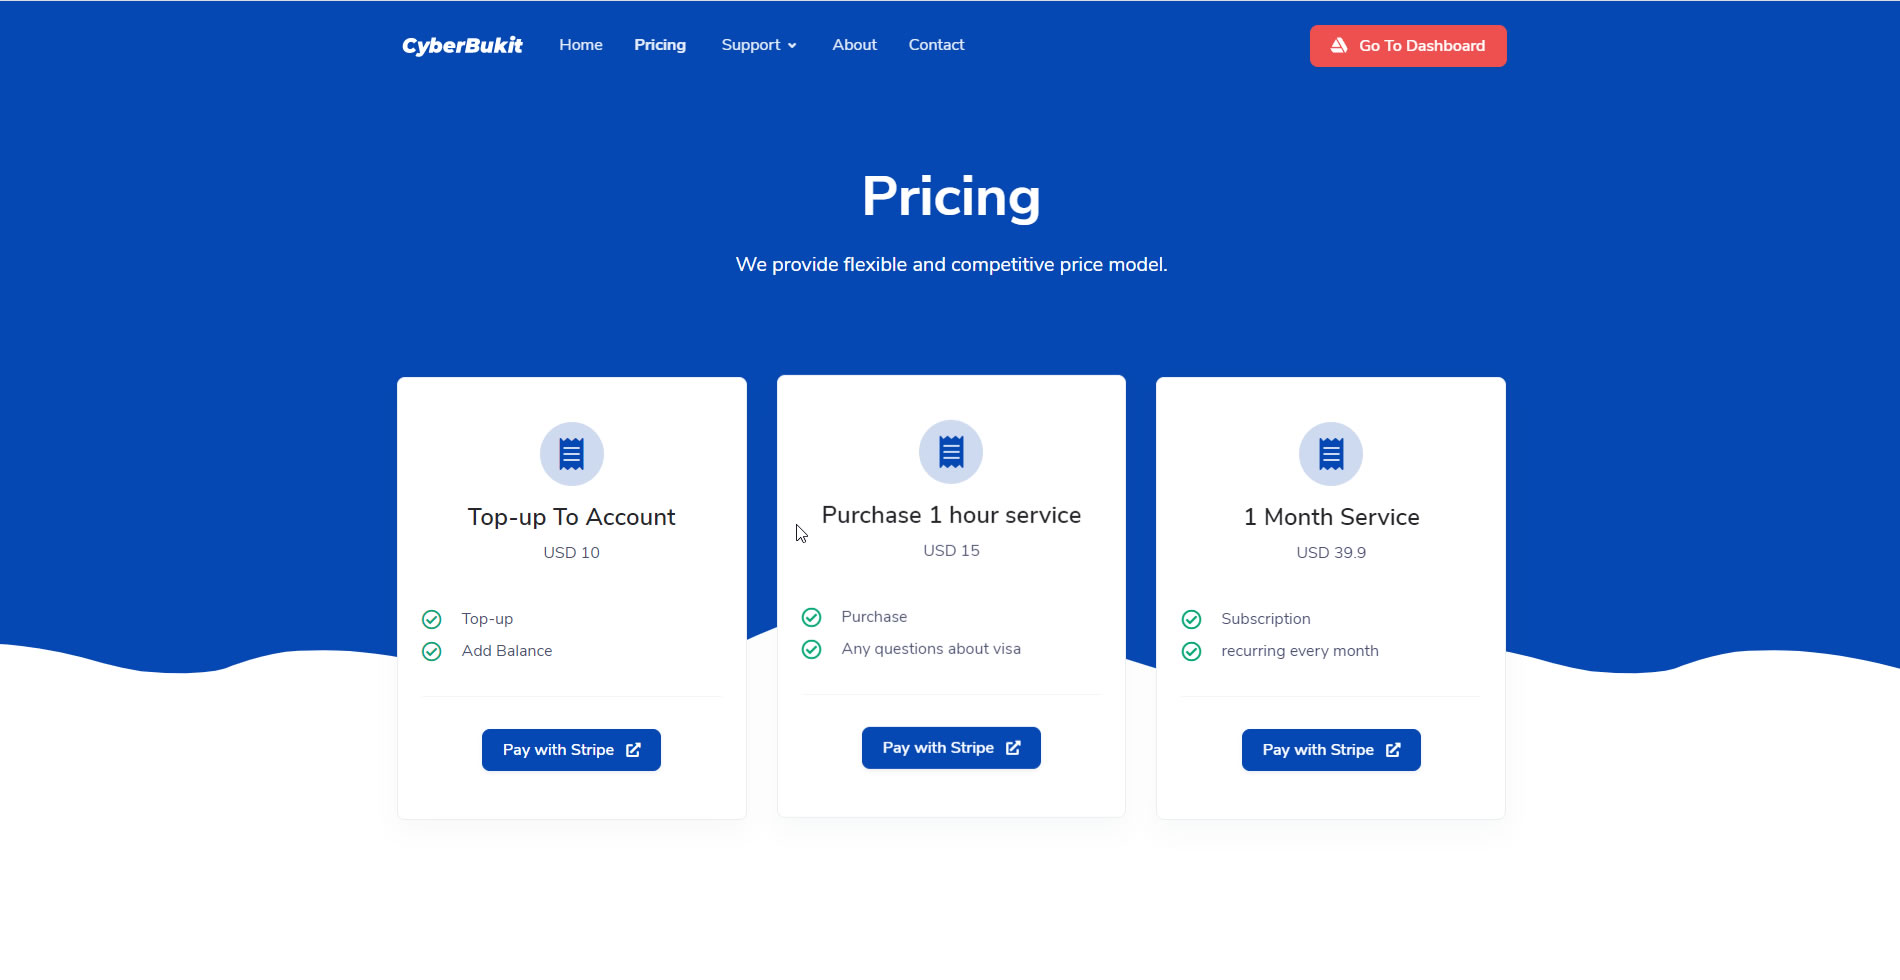 CyberBukit
Home
Pricing
Support
About
Contact
Go To Dashboard
Pricing
We provide flexible and competitive price model.
Top-up To Account
USD 10
Top-up
Add Balance
Pay with Stripe
Purchase 1 hour service
USD 15
Purchase
Any questions about visa
Pay with Stripe
1 Month Service
USD 39.9
Subscription
recurring every month
Pay with Stripe